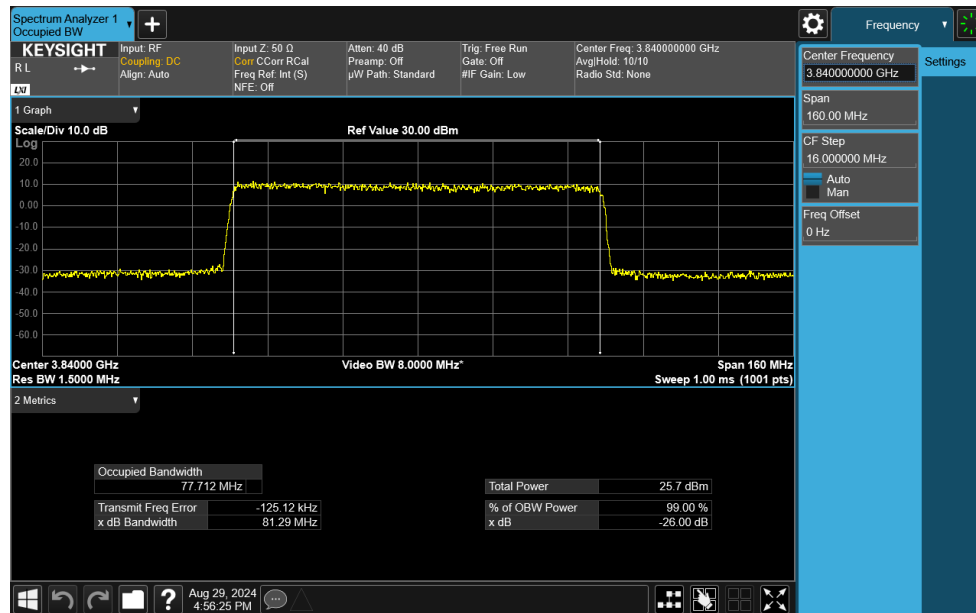 Spectrum Analyzer 1
Occupied BW
Frequency
KEYSIGHT
R L
LXI
Input: RF
Coupling: DC
Align: Auto
Input Z: 50 Ω
Corr CCorr RCal
Freq Ref: Int (S)
NFE: Off
Atten: 40 dB
Preamp: Off
µW Path: Standard
Trig: Free Run
Gate: Off
#IF Gain: Low
Center Freq: 3.840000000 GHz
Avg|Hold: 10/10
Radio Std: None
Center Frequency
3.840000000 GHz
Settings
Span
160.00 MHz
CF Step
16.000000 MHz
Auto
Man
Freq Offset
0 Hz
1 Graph
Scale/Div 10.0 dB
Ref Value 30.00 dBm
Log
20.0
10.0
0.00
-10.0
-20.0
-30.0
-40.0
-50.0
-60.0
Center 3.84000 GHz
Video BW 8.0000 MHz*
Span 160 MHz
Res BW 1.5000 MHz
Sweep 1.00 ms (1001 pts)
2 Metrics
Occupied Bandwidth
77.712 MHz
Total Power 25.7 dBm
Transmit Freq Error -125.12 kHz
% of OBW Power 99.00 %
x dB Bandwidth 81.29 MHz
x dB -26.00 dB
?
Aug 29, 2024
4:56:25 PM